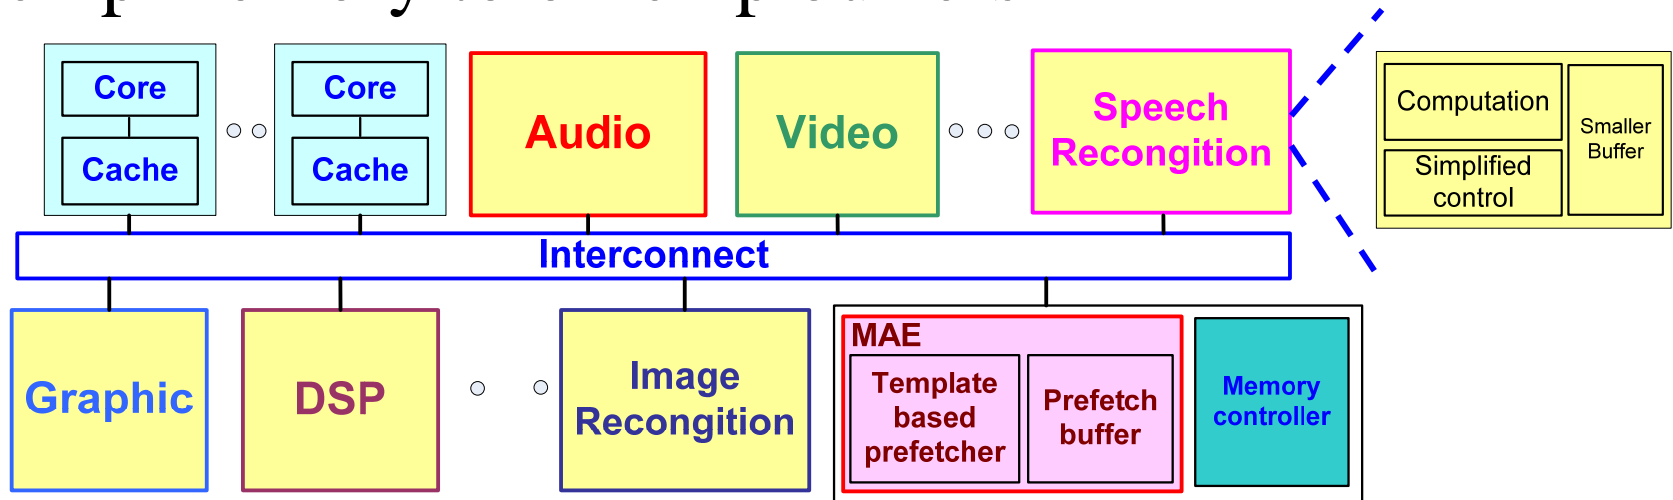 Core
Core
Cache
Cache
Audio
Video
Speech
Recongition
Computation
Simplified
control
Smaller
Buffer
Interconnect
Graphic
DSP
Image
Recongition
MAE
Template
based
prefetcher
Prefetch
buffer
Memory
controller